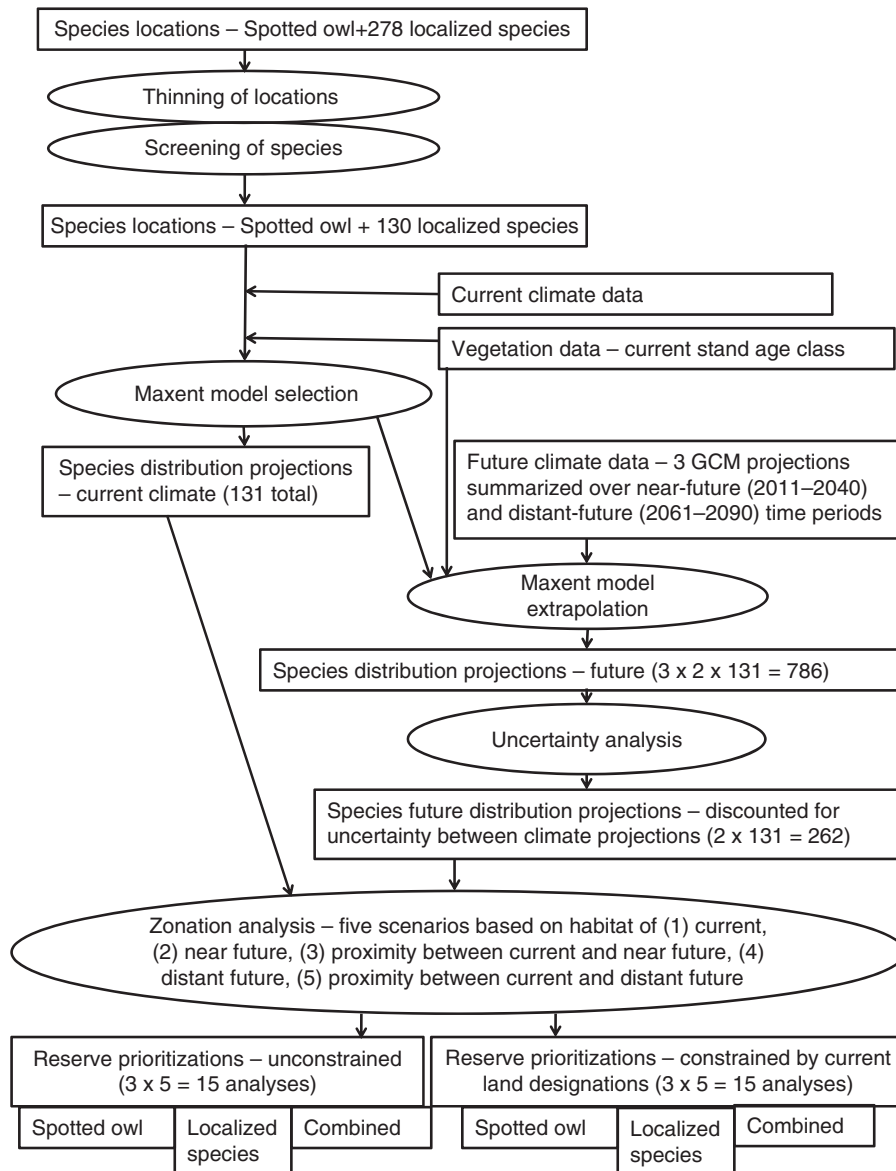 Species locations – Spotted owl+278 localized species
Thinning of locations
Screening of species
Species locations – Spotted owl + 130 localized species
Current climate data
Vegetation data – current stand age class
Maxent model selection
Species distribution projections
– current climate (131 total)
Future climate data – 3 GCM projections
summarized over near-future (2011–2040)
and distant-future (2061–2090) time periods
Maxent model
extrapolation
Species distribution projections – future (3 x 2 x 131 = 786)
Uncertainty analysis
Species future distribution projections – discounted for
uncertainty between climate projections (2 x 131 = 262)
Zonation analysis – five scenarios based on habitat of (1) current,
(2) near future, (3) proximity between current and near future, (4)
distant future, (5) proximity between current and distant future
Reserve prioritizations – unconstrained
(3 x 5 = 15 analyses)
Spotted owl
Localized
species
Combined
Reserve prioritizations – constrained by current
land designations (3 x 5 = 15 analyses)
Spotted owl
Localized
species
Combined